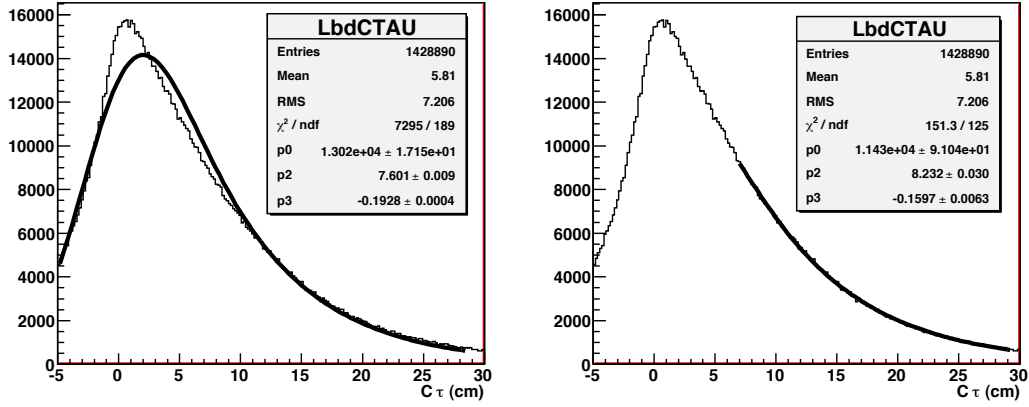 LbdCTAU
Entries 1428890
Mean 5.81
RMS 7.206
χ² / ndf 7295 / 189
p0 1.302e+04 ± 1.715e+01
p2 7.601 ± 0.009
p3 -0.1928 ± 0.0004
16000
14000
12000
10000
8000
6000
4000
2000
0
-5 0 5 10 15 20 25 30
C τ (cm)
LbdCTAU
Entries 1428890
Mean 5.81
RMS 7.206
χ² / ndf 151.3 / 125
p0 1.143e+04 ± 9.104e+01
p2 8.232 ± 0.030
p3 -0.1597 ± 0.0063
16000
14000
12000
10000
8000
6000
4000
2000
0
-5 0 5 10 15 20 25 30
C τ (cm)